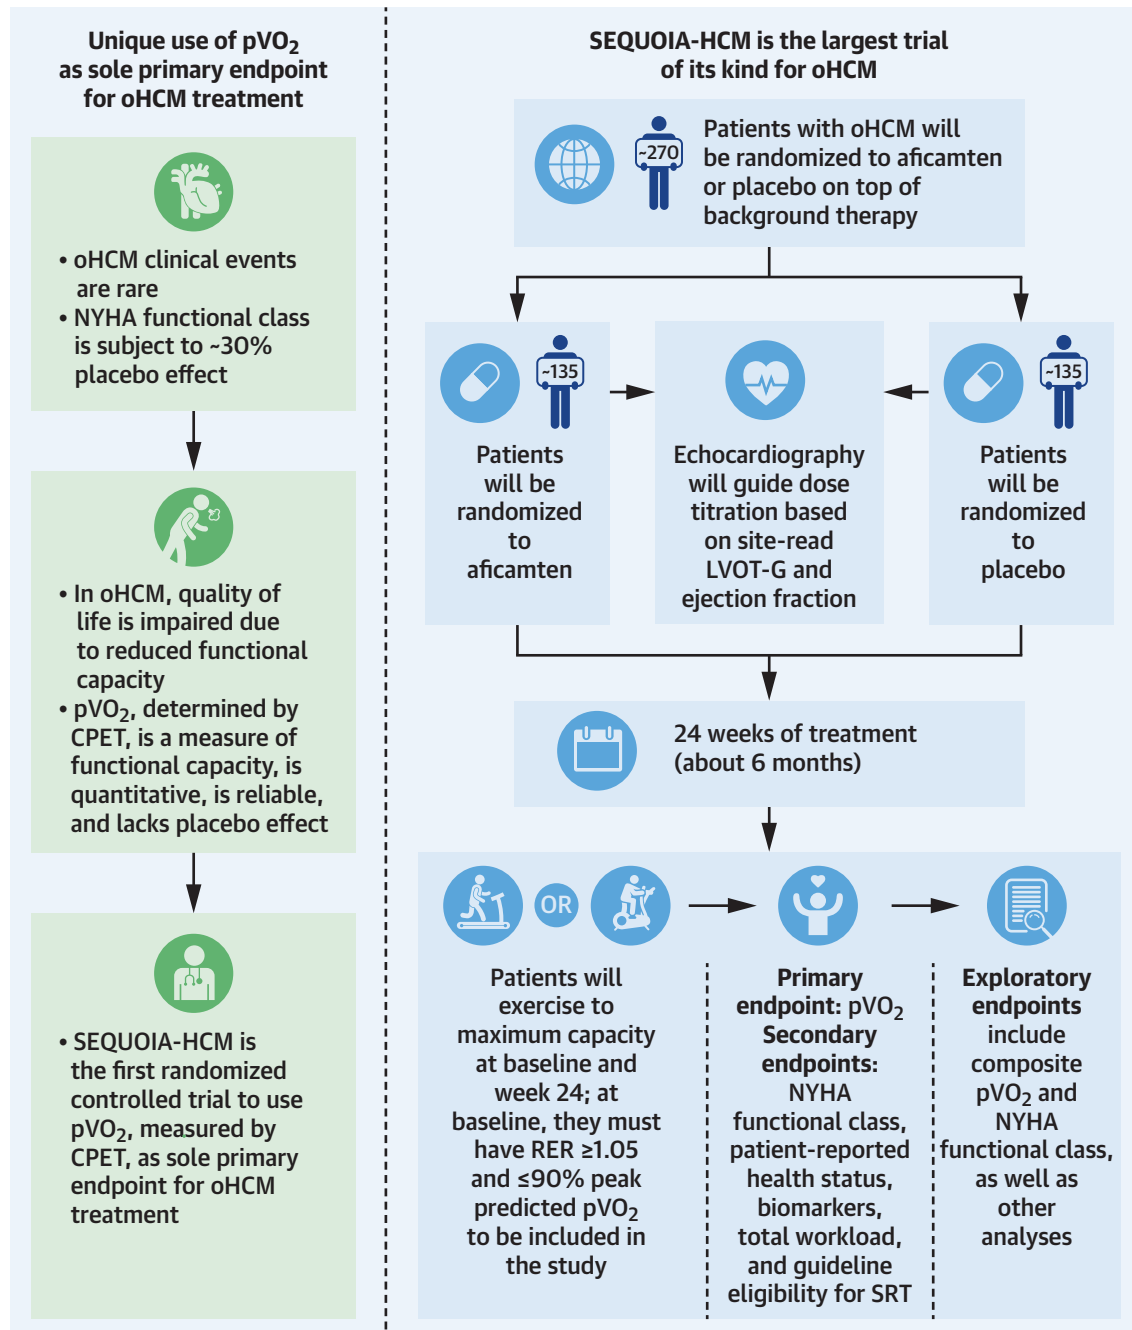 Unique use of pVO2
as sole primary endpoint
for oHCM treatment
• oHCM clinical events
are rare
• NYHA functional class
is subject to ~30%
placebo effect
• In oHCM, quality of
life is impaired due
to reduced functional
capacity
• pVO2, determined by
CPET, is a measure of
functional capacity, is
quantitative, is reliable,
and lacks placebo effect
• SEQUOIA-HCM is
the first randomized
controlled trial to use
pVO2, measured by
CPET, as sole primary
endpoint for oHCM
treatment
SEQUOIA-HCM is the largest trial
of its kind for oHCM
~270
Patients with oHCM will
be randomized to aficamten
or placebo on top of
background therapy
~135
Patients
will be
randomized
to
aficamten
Echocardiography
will guide dose
titration based
on site-read
LVOT-G and
ejection fraction
~135
Patients
will be
randomized
to
placebo
24 weeks of treatment
(about 6 months)
OR
Patients will
exercise to
maximum capacity
at baseline and
week 24; at
baseline, they must
have RER ≥1.05
and ≤90% peak
predicted pVO2
to be included in
the study
Primary
endpoint: pVO2
Secondary
endpoints:
NYHA
functional class,
patient-reported
health status,
biomarkers,
total workload,
and guideline
eligibility for SRT
Exploratory
endpoints
include
composite
pVO2 and
NYHA
functional class,
as well as
other
analyses